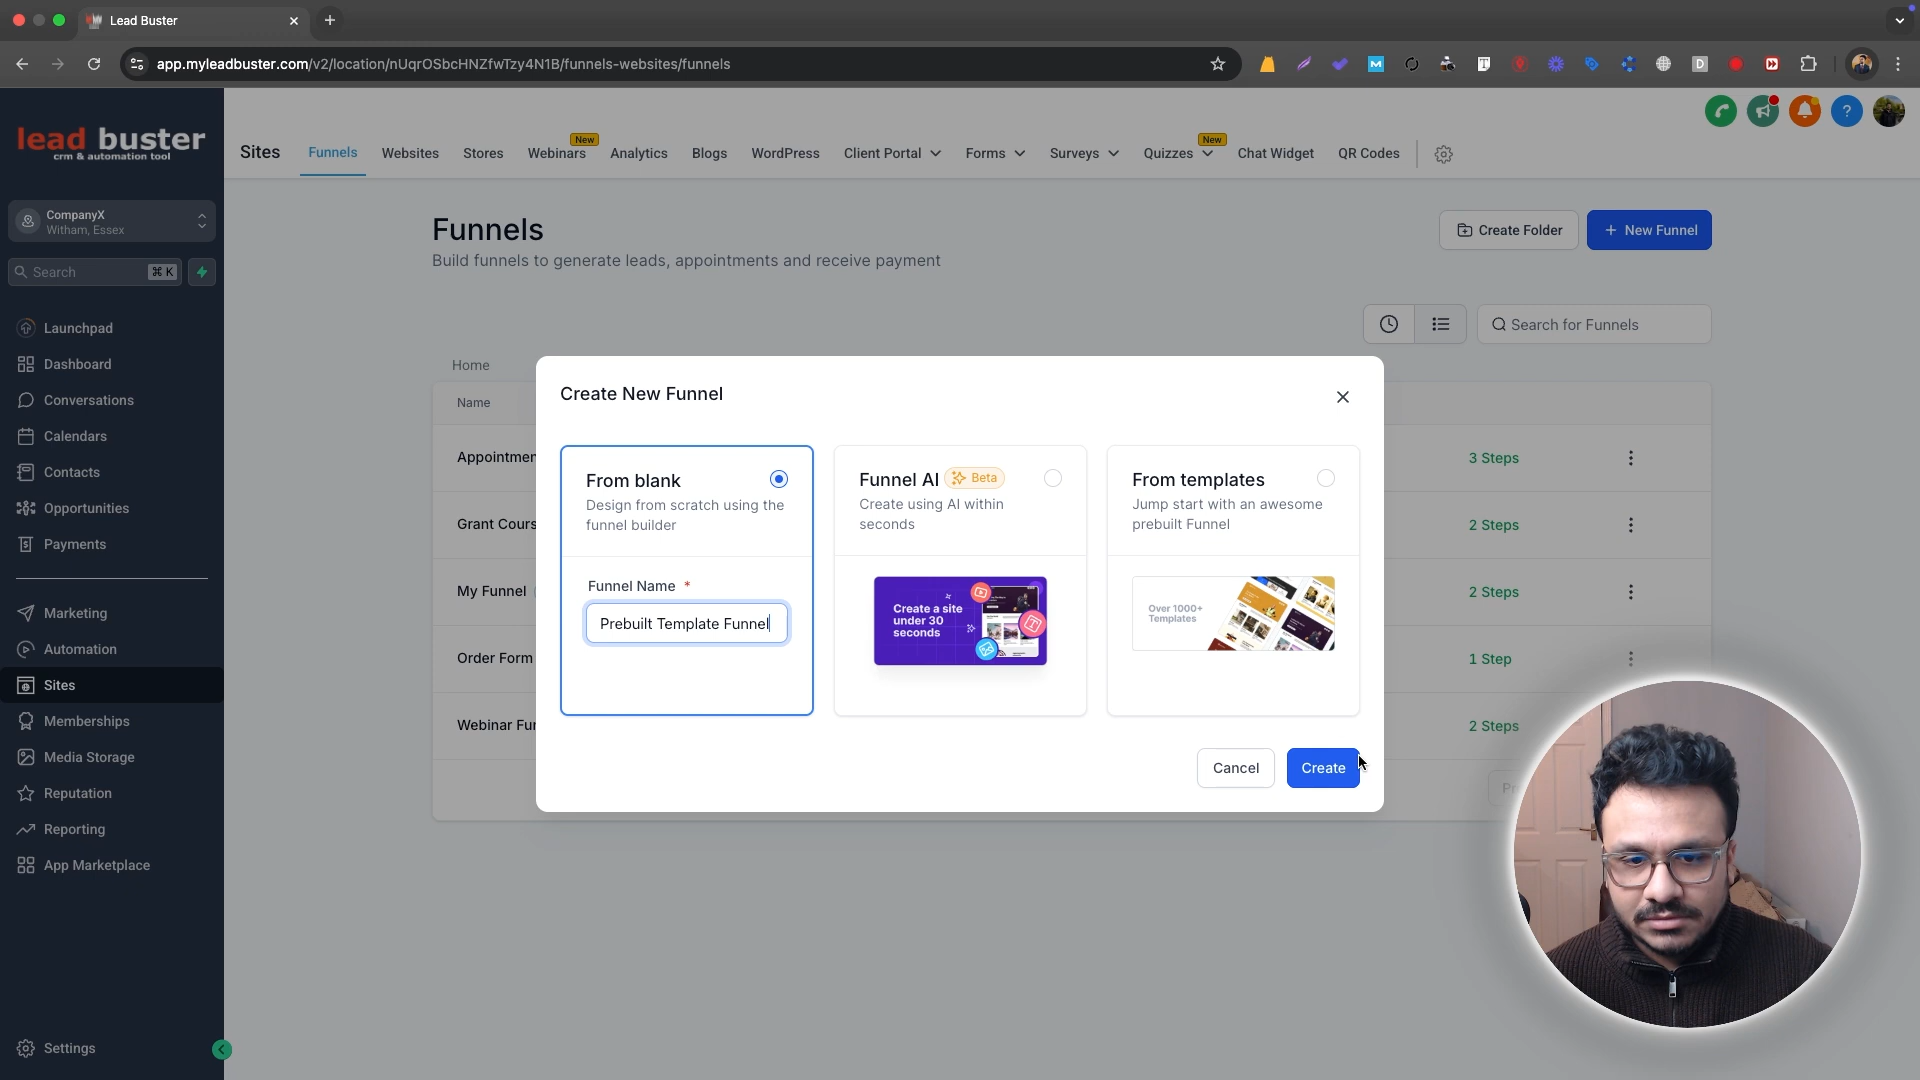 Lead Buster
app.myleadbuster.com/v2/location/nUqrOSbcHNZfwTzy4N1B/funnels-websites/funnels
lead buster
crm & automation tool
CompanyX
Witham, Essex
Search
⌘ K
Launchpad
Dashboard
Conversations
Calendars
Contacts
Opportunities
Payments
Marketing
Automation
Sites
Memberships
Media Storage
Reputation
Reporting
App Marketplace
Settings
Sites
Funnels
Websites
Stores
Webinars
New
Analytics
Blogs
WordPress
Client Portal
Forms
Surveys
Quizzes
New
Chat Widget
QR Codes
Funnels
Build funnels to generate leads, appointments and receive payment
Create Folder
+ New Funnel
Search for Funnels
Home
Name
Appointmen
3 Steps
Grant Cours
2 Steps
My Funnel
2 Steps
Order Form
1 Step
Webinar Fu
2 Steps
Create New Funnel
From blank
Design from scratch using the
funnel builder
Funnel Name *
Prebuilt Template Funnel
Funnel AI
Beta
Create using AI within
seconds
Create a site
under 30
seconds
From templates
Jump start with an awesome
prebuilt Funnel
Over 1000+
Templates
Cancel
Create